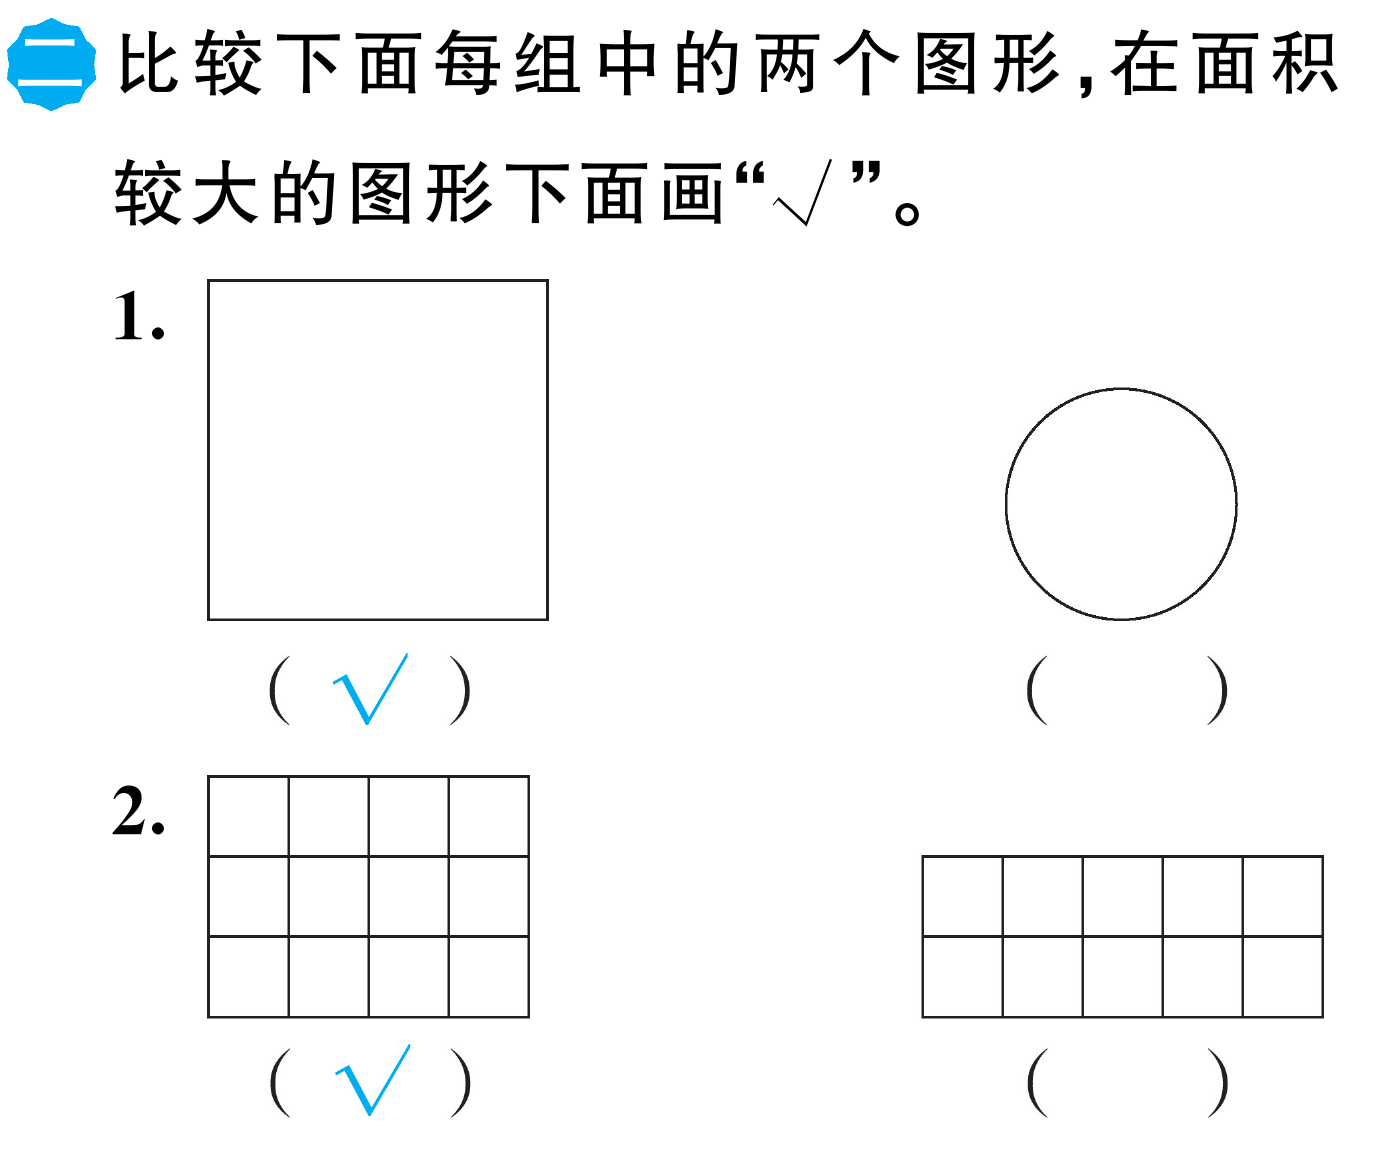 二 比较下面每组中的两个图形,在面积
较大的图形下面画“√”。
1.
( √ ) ( )
2.
( √ ) ( )